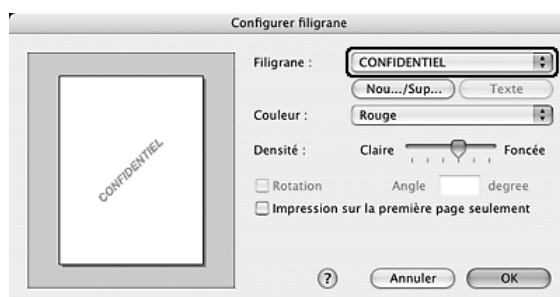 Configurer filigrane
Filigrane : CONFIDENTIEL
Nou.../Sup... Texte
Couleur : Rouge
Densité : Claire Foncée
CONFIDENTIEL
Rotation Angle degree
Impression sur la première page seulement
? Annuler OK